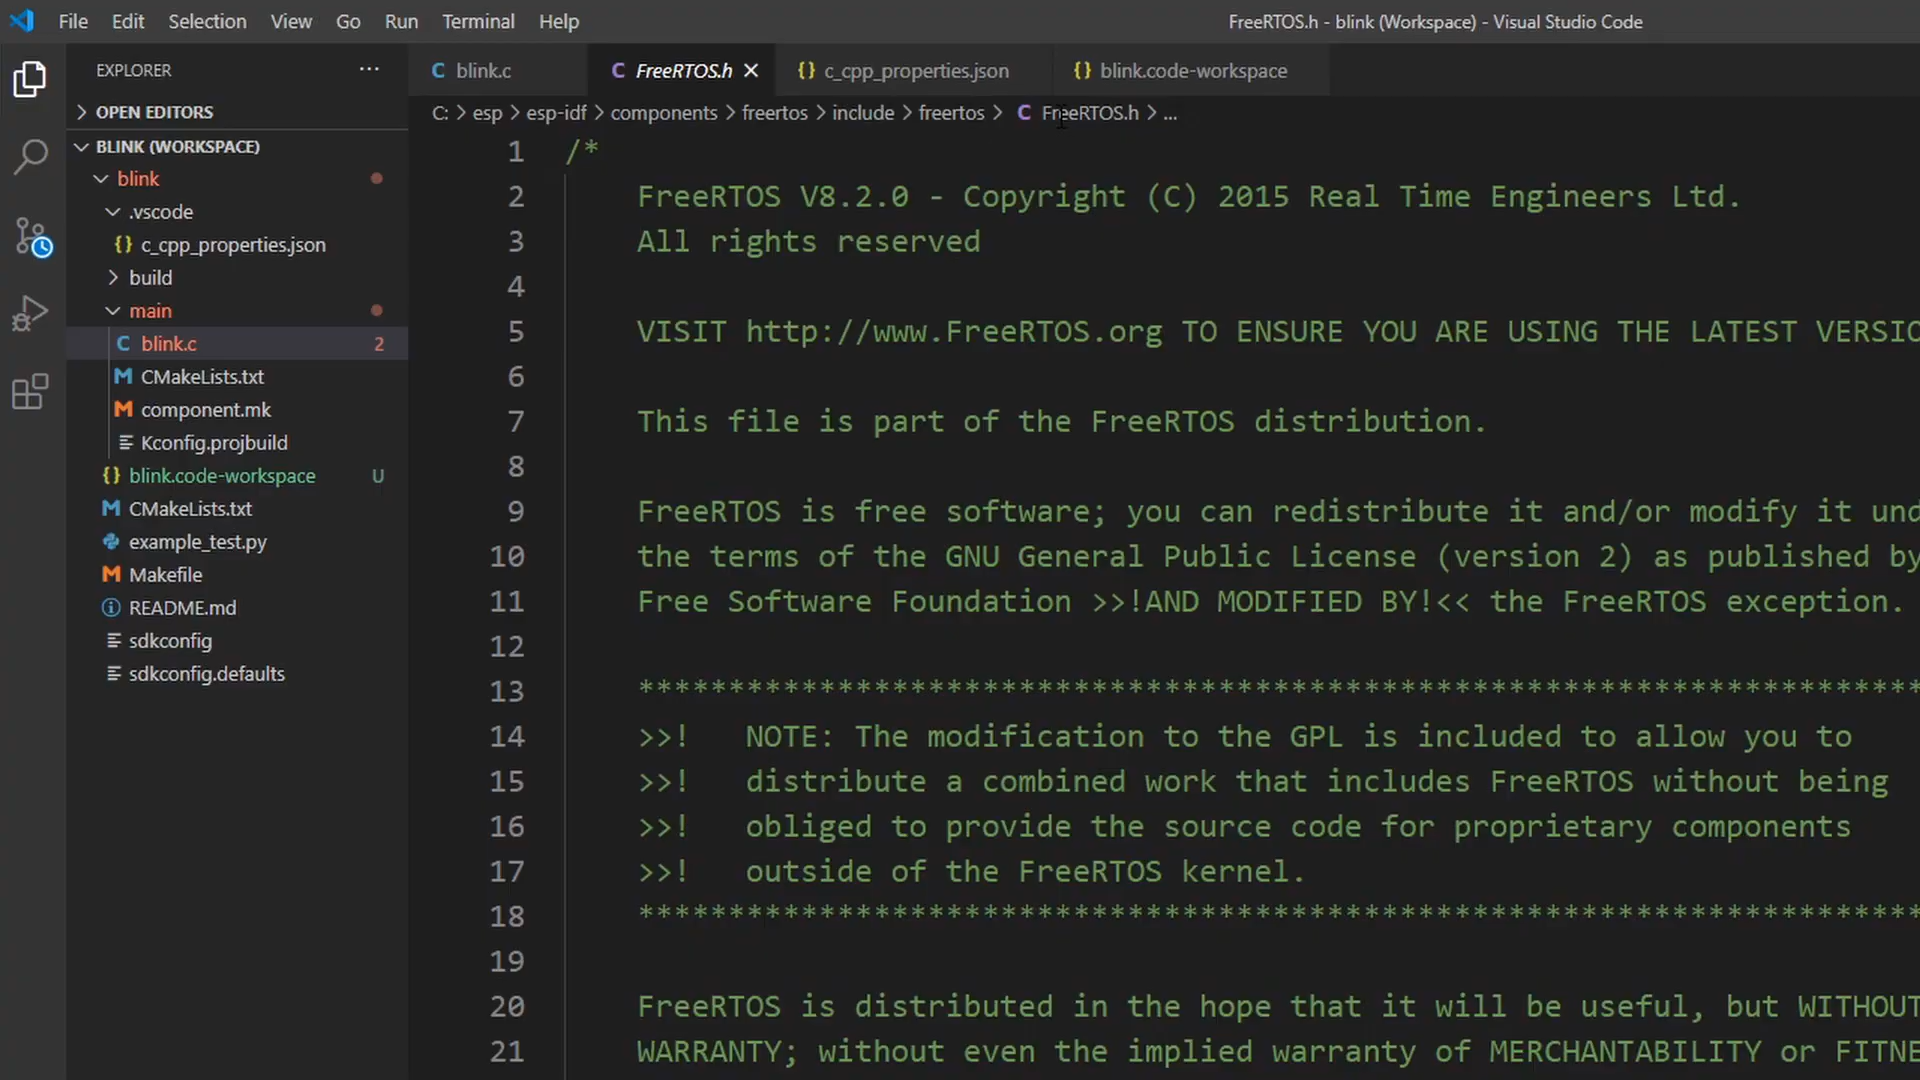 File Edit Selection View Go Run Terminal Help
FreeRTOS.h - blink (Workspace) - Visual Studio Code
EXPLORER ...
OPEN EDITORS
BLINK (WORKSPACE)
blink
.vscode
{} c_cpp_properties.json
build
main
C blink.c 2
M CMakeLists.txt
M component.mk
Kconfig.projbuild
{} blink.code-workspace U
M CMakeLists.txt
example_test.py
M Makefile
README.md
sdkconfig
sdkconfig.defaults
C blink.c
C FreeRTOS.h
{} c_cpp_properties.json
{} blink.code-workspace
C: > esp > esp-idf > components > freertos > include > freertos > C FreeRTOS.h > ...
1 /*
2 FreeRTOS V8.2.0 - Copyright (C) 2015 Real Time Engineers Ltd.
3 All rights reserved
4
5 VISIT http://www.FreeRTOS.org TO ENSURE YOU ARE USING THE LATEST VERSIO
6
7 This file is part of the FreeRTOS distribution.
8
9 FreeRTOS is free software; you can redistribute it and/or modify it und
10 the terms of the GNU General Public License (version 2) as published by
11 Free Software Foundation >>!AND MODIFIED BY!<< the FreeRTOS exception.
12
13 ***********************************************************************
14 >>!   NOTE: The modification to the GPL is included to allow you to
15 >>!   distribute a combined work that includes FreeRTOS without being
16 >>!   obliged to provide the source code for proprietary components
17 >>!   outside of the FreeRTOS kernel.
18 ***********************************************************************
19
20 FreeRTOS is distributed in the hope that it will be useful, but WITHOUT
21 WARRANTY; without even the implied warranty of MERCHANTABILITY or FITNE